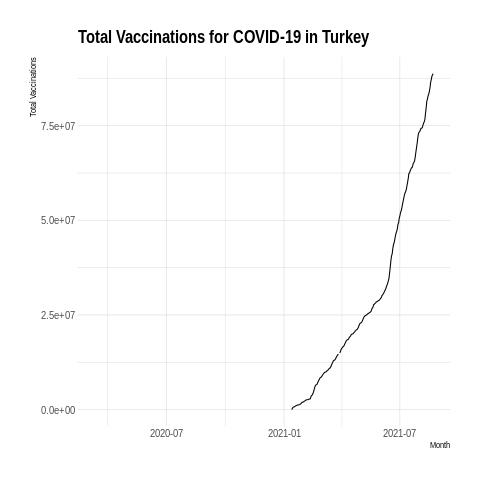 Total Vaccinations for COVID-19 in Turkey
Total Vaccinations
7.5e+07
5.0e+07
2.5e+07
0.0e+00
2020-07
2021-01
2021-07
Month